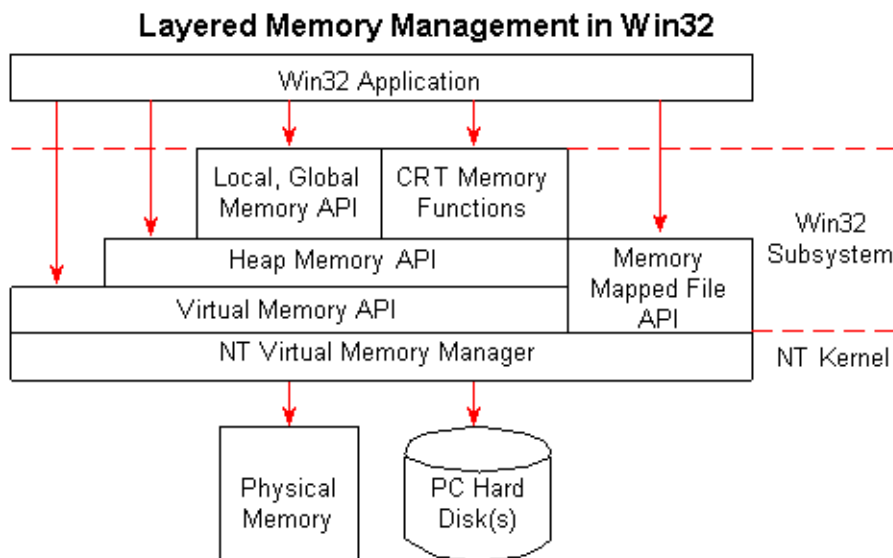 Layered Memory Management in Win32
Win32 Application
Local, Global
Memory API
CRT Memory
Functions
Heap Memory API
Virtual Memory API
Memory
Mapped File
API
Win32
Subsystem
NT Virtual Memory Manager
NT Kernel
Physical
Memory
PC Hard
Disk(s)